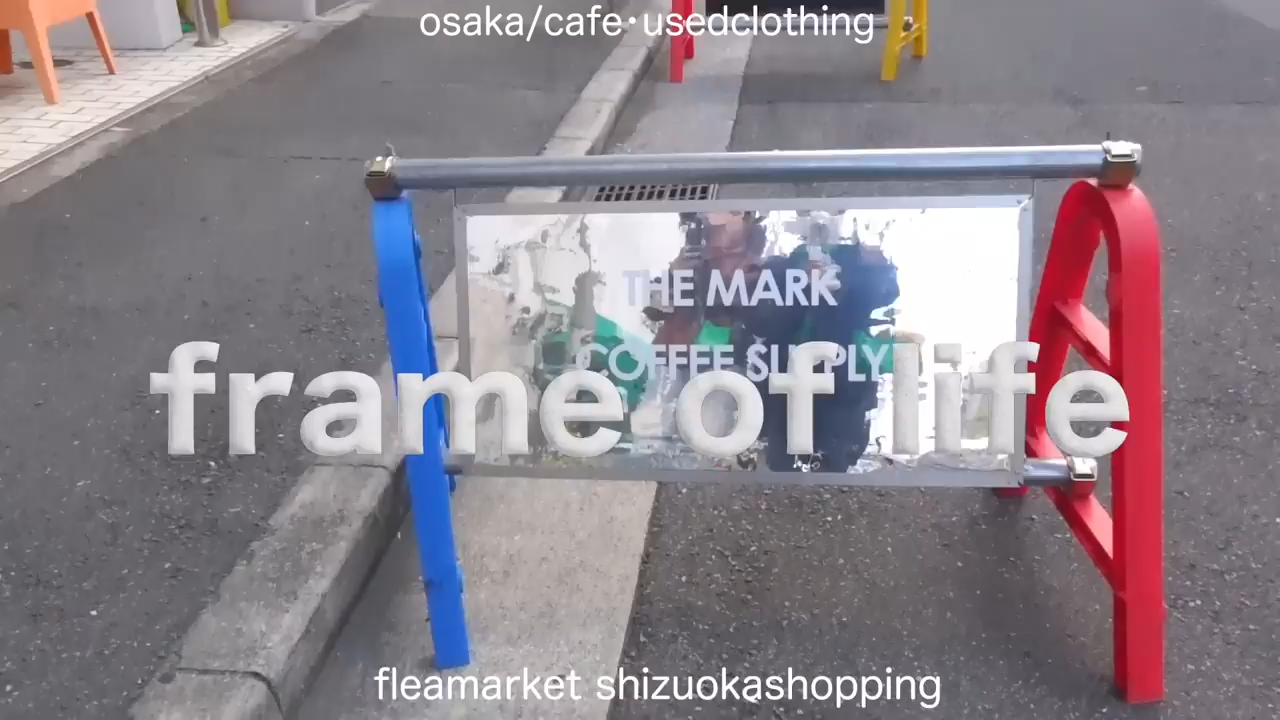 osaka/cafe・usedclothing
THE MARK
COFFEE SUPPLY
frame of life
fleamarket shizuokashopping